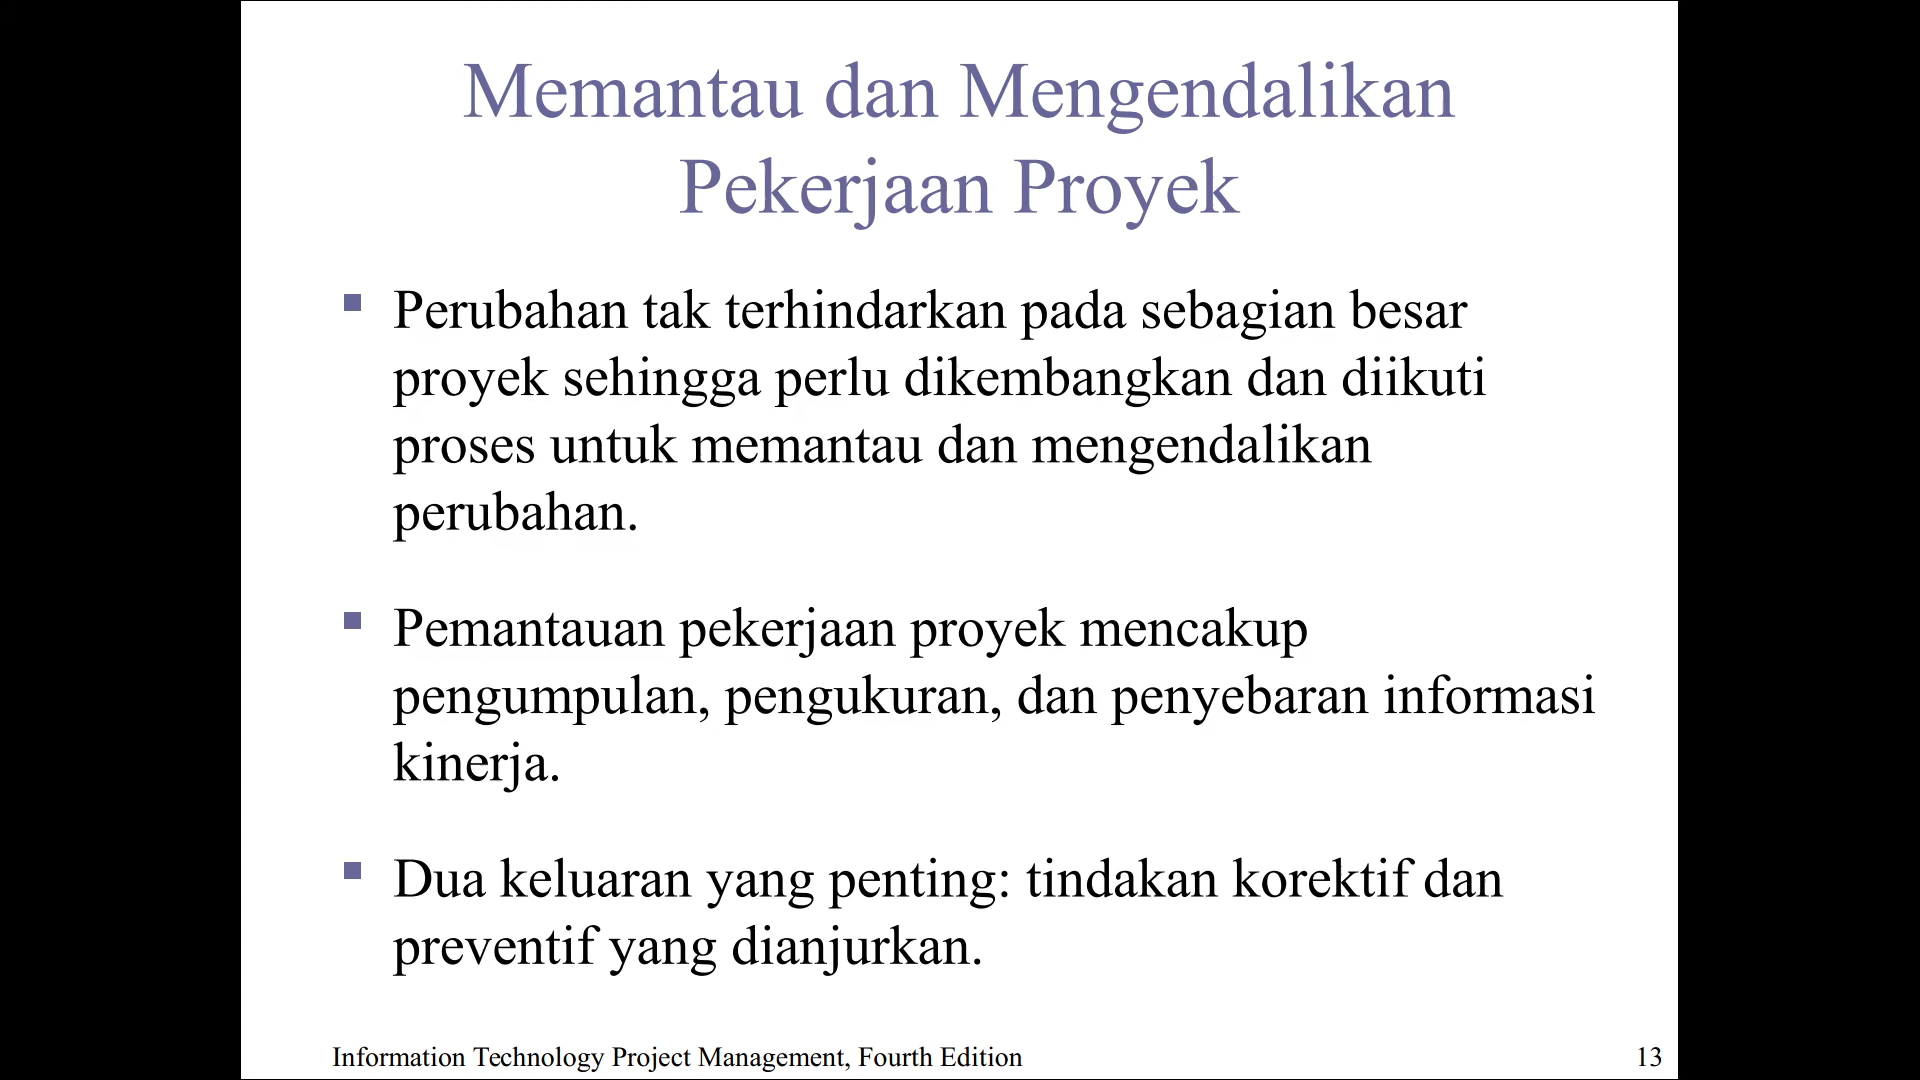 Memantau dan Mengendalikan
Pekerjaan Proyek
Perubahan tak terhindarkan pada sebagian besar
proyek sehingga perlu dikembangkan dan diikuti
proses untuk memantau dan mengendalikan
perubahan.
Pemantauan pekerjaan proyek mencakup
pengumpulan, pengukuran, dan penyebaran informasi
kinerja.
Dua keluaran yang penting: tindakan korektif dan
preventif yang dianjurkan.
Information Technology Project Management, Fourth Edition
13